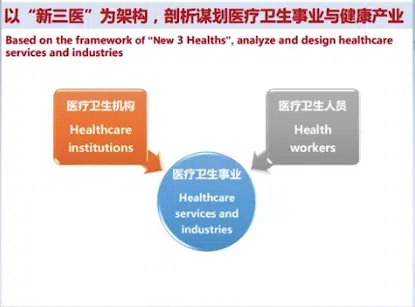 以“新三医”为架构，剖析谋划医疗卫生事业与健康产业
Based on the framework of “New 3 Healths”, analyze and design healthcare
services and industries
医疗卫生机构
Healthcare
institutions
医疗卫生人员
Health
workers
医疗卫生事业
Healthcare
services and
industries